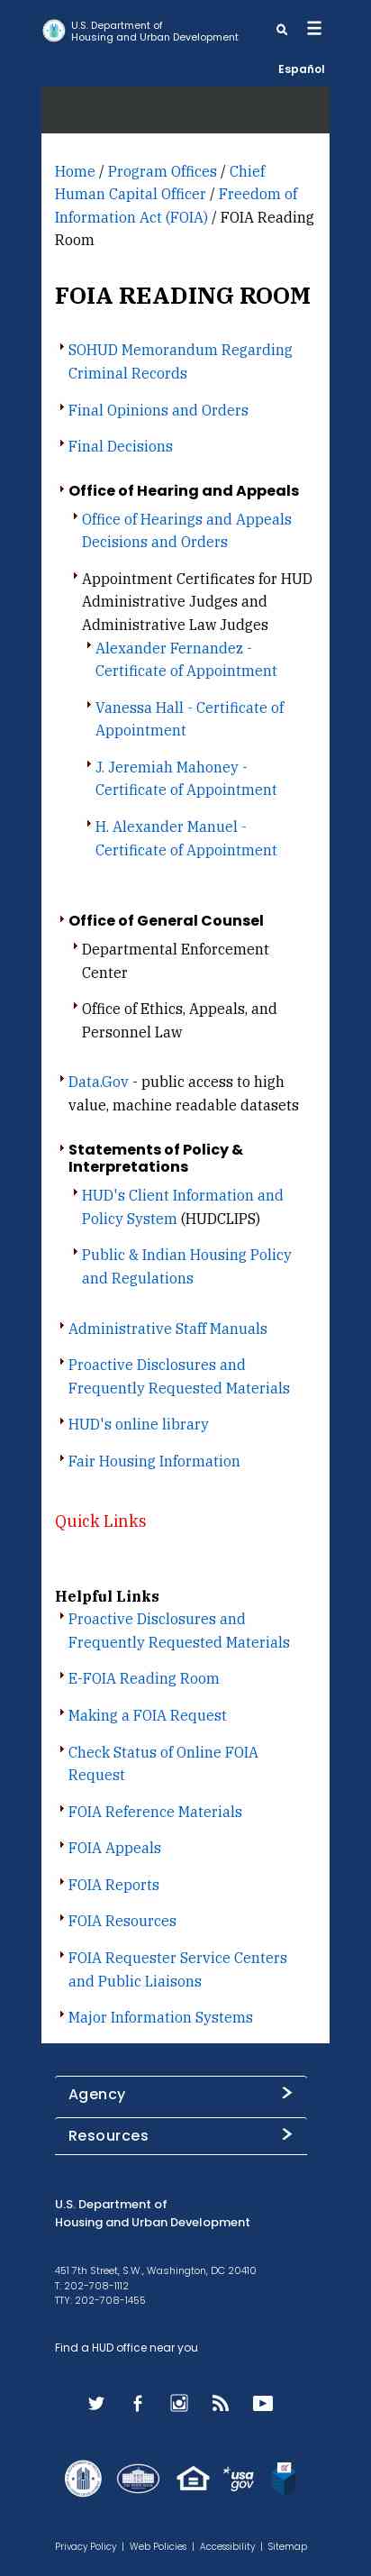 U.S. Department of
Housing and Urban Development
Español
Home / Program Offices / Chief
Human Capital Officer / Freedom of
Information Act (FOIA) / FOIA Reading
Room
FOIA READING ROOM
SOHUD Memorandum Regarding
Criminal Records
Final Opinions and Orders
Final Decisions
Office of Hearing and Appeals
Office of Hearings and Appeals
Decisions and Orders
Appointment Certificates for HUD
Administrative Judges and
Administrative Law Judges
Alexander Fernandez -
Certificate of Appointment
Vanessa Hall - Certificate of
Appointment
J. Jeremiah Mahoney -
Certificate of Appointment
H. Alexander Manuel -
Certificate of Appointment
Office of General Counsel
Departmental Enforcement
Center
Office of Ethics, Appeals, and
Personnel Law
Data.Gov - public access to high
value, machine readable datasets
Statements of Policy &
Interpretations
HUD's Client Information and
Policy System (HUDCLIPS)
Public & Indian Housing Policy
and Regulations
Administrative Staff Manuals
Proactive Disclosures and
Frequently Requested Materials
HUD's online library
Fair Housing Information
Quick Links
Helpful Links
Proactive Disclosures and
Frequently Requested Materials
E-FOIA Reading Room
Making a FOIA Request
Check Status of Online FOIA
Request
FOIA Reference Materials
FOIA Appeals
FOIA Reports
FOIA Resources
FOIA Requester Service Centers
and Public Liaisons
Major Information Systems
Agency
Resources
U.S. Department of
Housing and Urban Development
451 7th Street, S.W., Washington, DC 20410
T: 202-708-1112
TTY: 202-708-1455
Find a HUD office near you
usa
gov
Privacy Policy | Web Policies | Accessibility | Sitemap